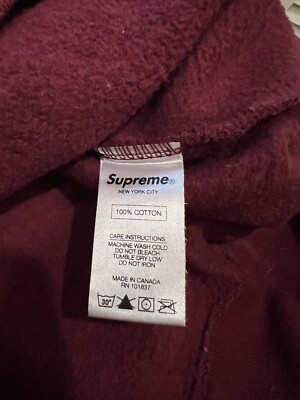 Supreme®
NEW YORK CITY
100% COTTON
CARE INSTRUCTIONS
MACHINE WASH COLD
DO NOT BLEACH
TUMBLE DRY LOW
DO NOT IRON
MADE IN CANADA
RN 101837
30°